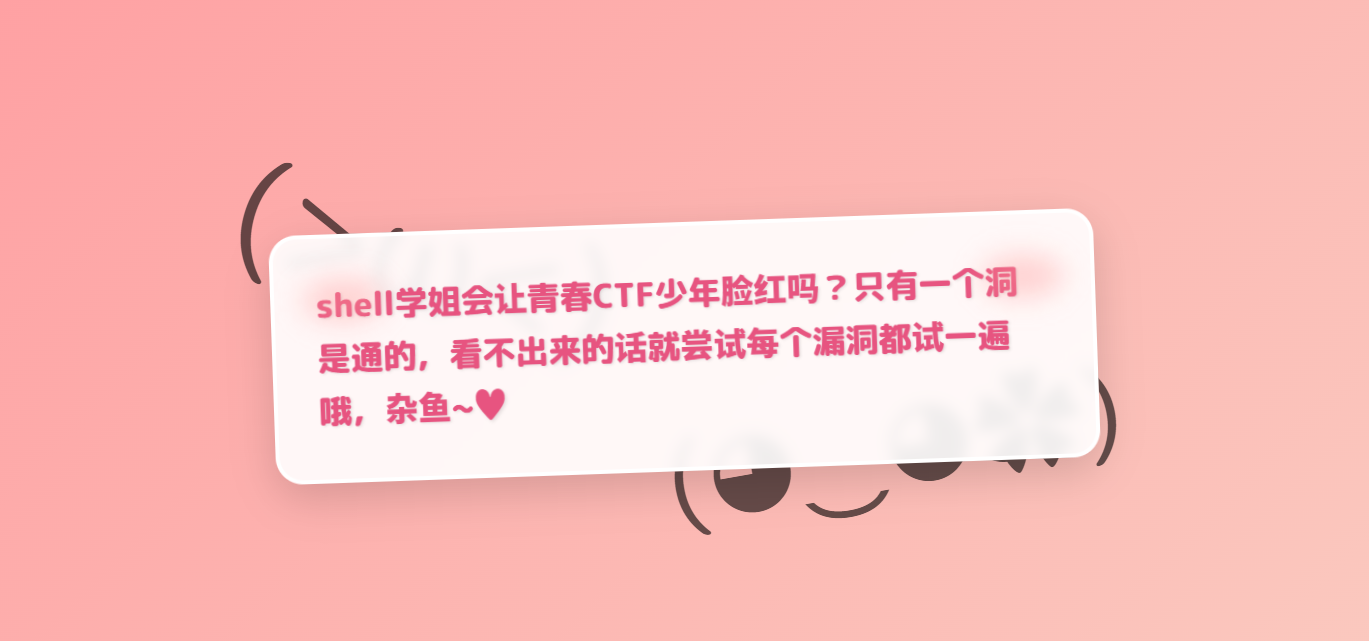 shell学姐会让青春CTF少年脸红吗？只有一个洞
是通的，看不出来的话就尝试每个漏洞都试一遍
哦，杂鱼~♥